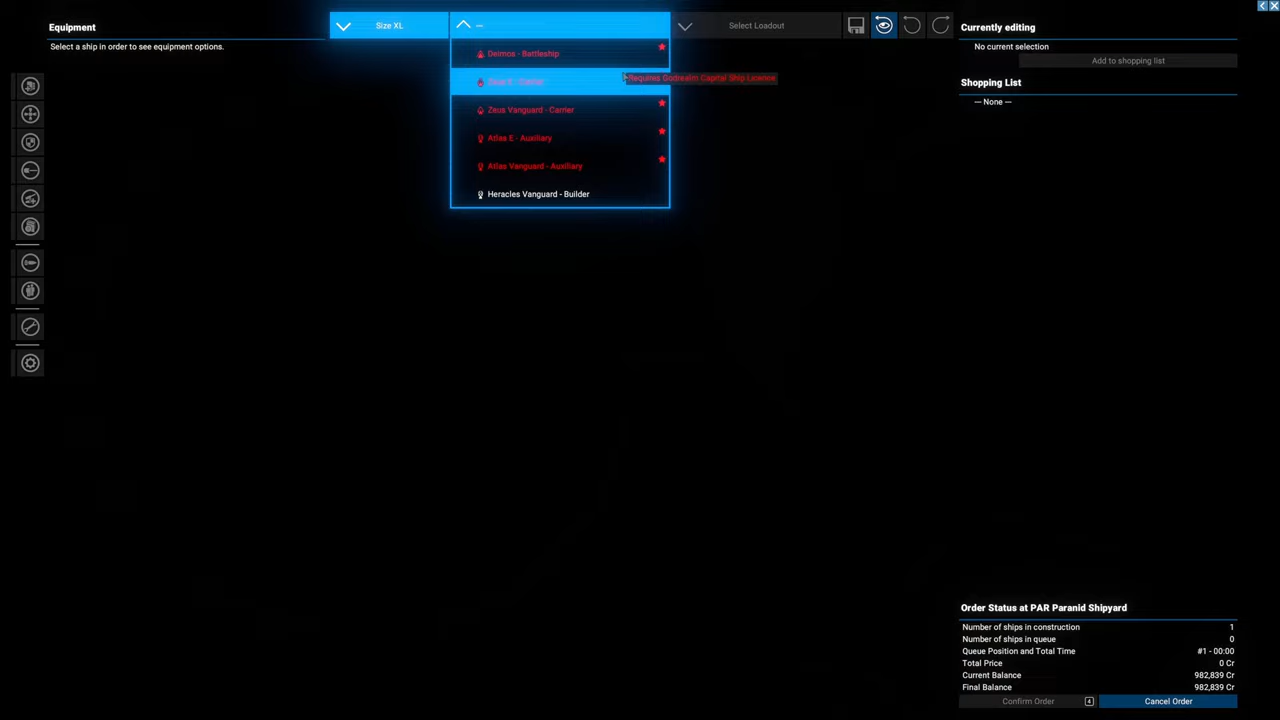 Equipment
Select a ship in order to see equipment options.
Size XL
—
Select Loadout
Deimos - Battleship
Zeus E - Carrier
Requires Godrealm Capital Ship Licence
Zeus Vanguard - Carrier
Atlas E - Auxiliary
Atlas Vanguard - Auxiliary
Heracles Vanguard - Builder
Currently editing
No current selection
Add to shopping list
Shopping List
— None —
Order Status at PAR Paranid Shipyard
Number of ships in construction 1
Number of ships in queue 0
Queue Position and Total Time #1 - 00:00
Total Price 0 Cr
Current Balance 982,839 Cr
Final Balance 982,839 Cr
Confirm Order 4 Cancel Order